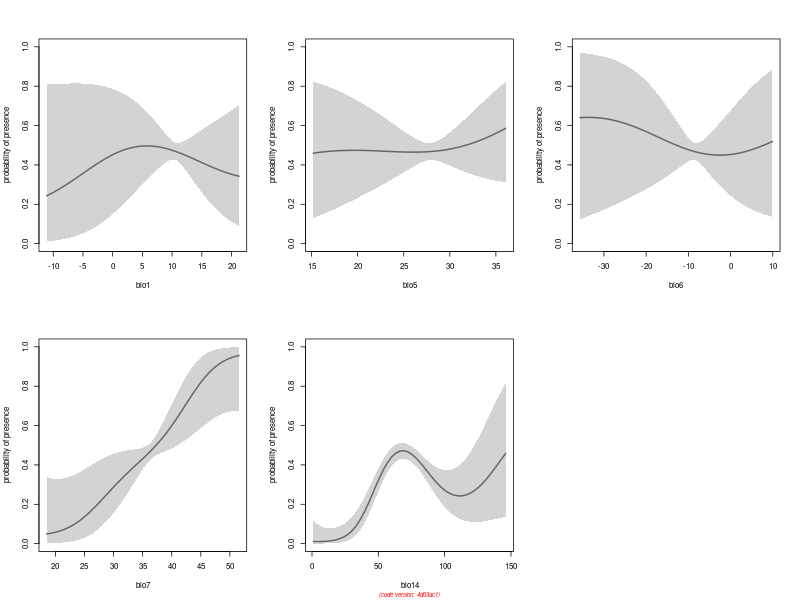 probability of presence
0.0 0.2 0.4 0.6 0.8 1.0
-10 -5 0 5 10 15 20
bio1
probability of presence
0.0 0.2 0.4 0.6 0.8 1.0
15 20 25 30 35
bio5
probability of presence
0.0 0.2 0.4 0.6 0.8 1.0
-30 -20 -10 0 10
bio6
probability of presence
0.0 0.2 0.4 0.6 0.8 1.0
20 25 30 35 40 45 50
bio7
probability of presence
0.0 0.2 0.4 0.6 0.8 1.0
0 50 100 150
bio14
(code version: 4d03ac1)